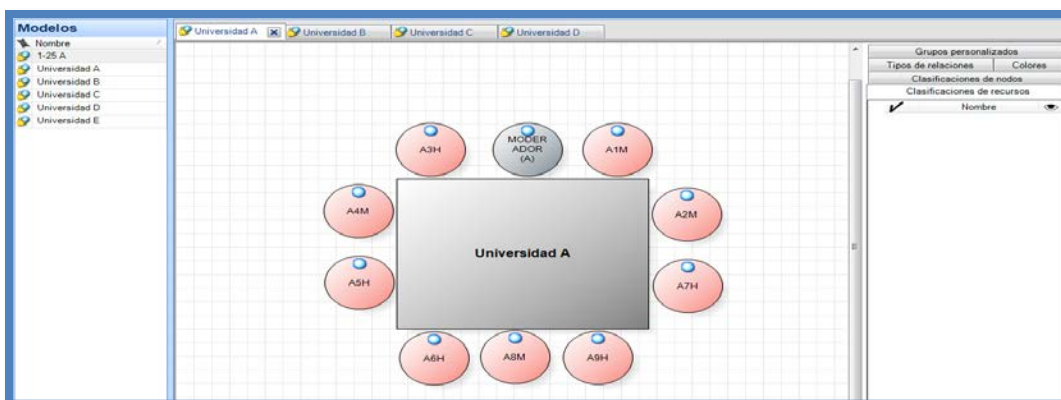 Modelos
Nombre
1-25 A
Universidad A
Universidad B
Universidad C
Universidad D
Universidad E
Universidad A
Universidad B
Universidad C
Universidad D
A3H
MODER
ADOR
(A)
A1M
A4M
A2M
Universidad A
A5H
A7H
A6H
A8M
A9H
Grupos personalizados
Tipos de relaciones
Colores
Clasificaciones de nodos
Clasificaciones de recursos
Nombre